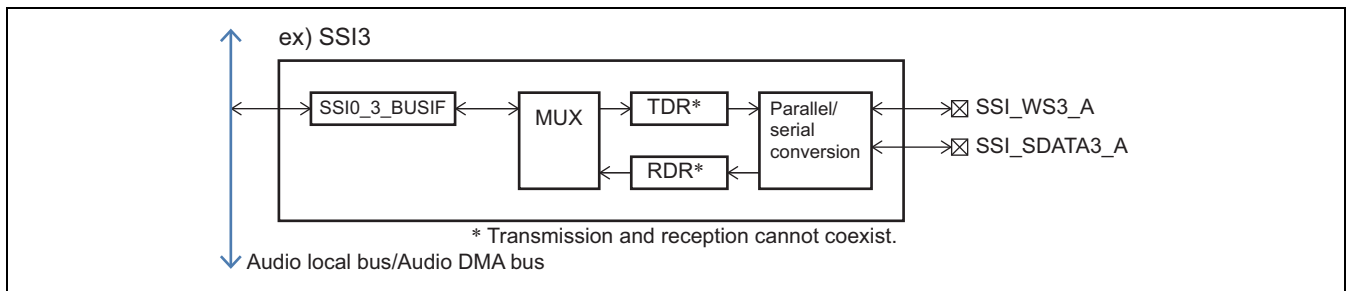 ex) SSI3
SSI0_3_BUSIF
MUX
TDR*
RDR*
Parallel/
serial
conversion
SSI_WS3_A
SSI_SDATA3_A
* Transmission and reception cannot coexist.
Audio local bus/Audio DMA bus